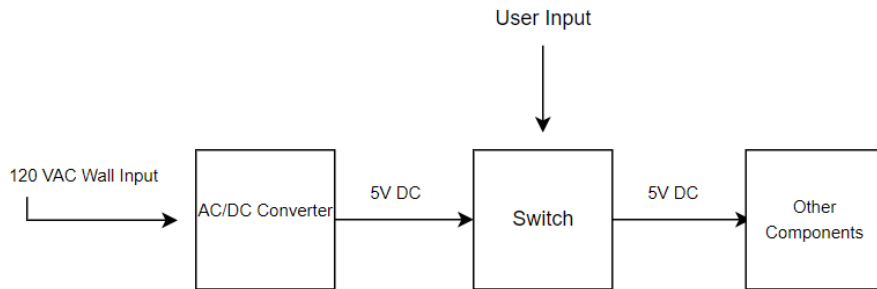 User Input
120 VAC Wall Input
AC/DC Converter
5V DC
Switch
5V DC
Other
Components